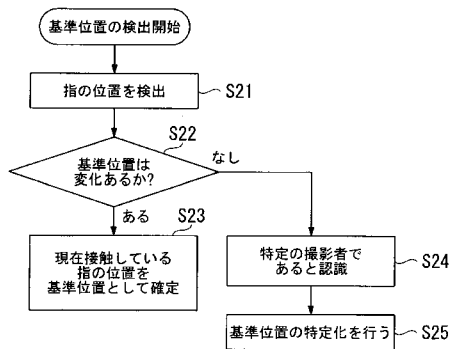 基準位置の検出開始
指の位置を検出
S21
S22
基準位置は
変化あるか?
なし
ある
S23
現在接触している
指の位置を
基準位置として確定
特定の撮影者で
あると認識
S24
基準位置の特定化を行う
S25